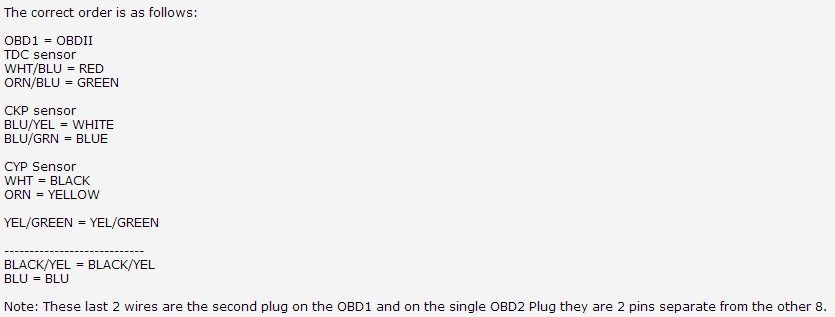 The correct order is as follows:
OBD1 = OBDII
TDC sensor
WHT/BLU = RED
ORN/BLU = GREEN
CKP sensor
BLU/YEL = WHITE
BLU/GRN = BLUE
CYP Sensor
WHT = BLACK
ORN = YELLOW
YEL/GREEN = YEL/GREEN
----------------------------
BLACK/YEL = BLACK/YEL
BLU = BLU
Note: These last 2 wires are the second plug on the OBD1 and on the single OBD2 Plug they are 2 pins separate from the other 8.